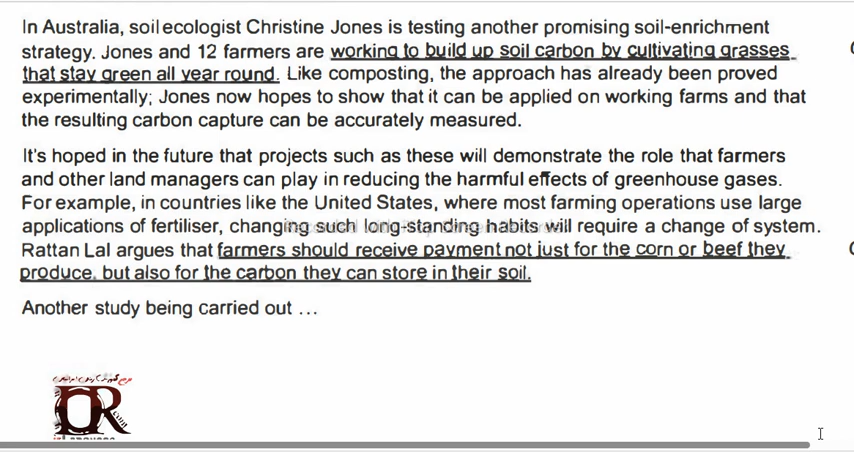 In Australia, soil ecologist Christine Jones is testing another promising soil-enrichment
strategy. Jones and 12 farmers are working to build up soil carbon by cultivating grasses
that stay green all year round. Like composting, the approach has already been proved
experimentally; Jones now hopes to show that it can be applied on working farms and that
the resulting carbon capture can be accurately measured.
It's hoped in the future that projects such as these will demonstrate the role that farmers
and other land managers can play in reducing the harmful effects of greenhouse gases.
For example, in countries like the United States, where most farming operations use large
applications of fertiliser, changing such long-standing habits will require a change of system.
Rattan Lal argues that farmers should receive payment not just for the corn or beef they
produce, but also for the carbon they can store in their soil.
Another study being carried out ...